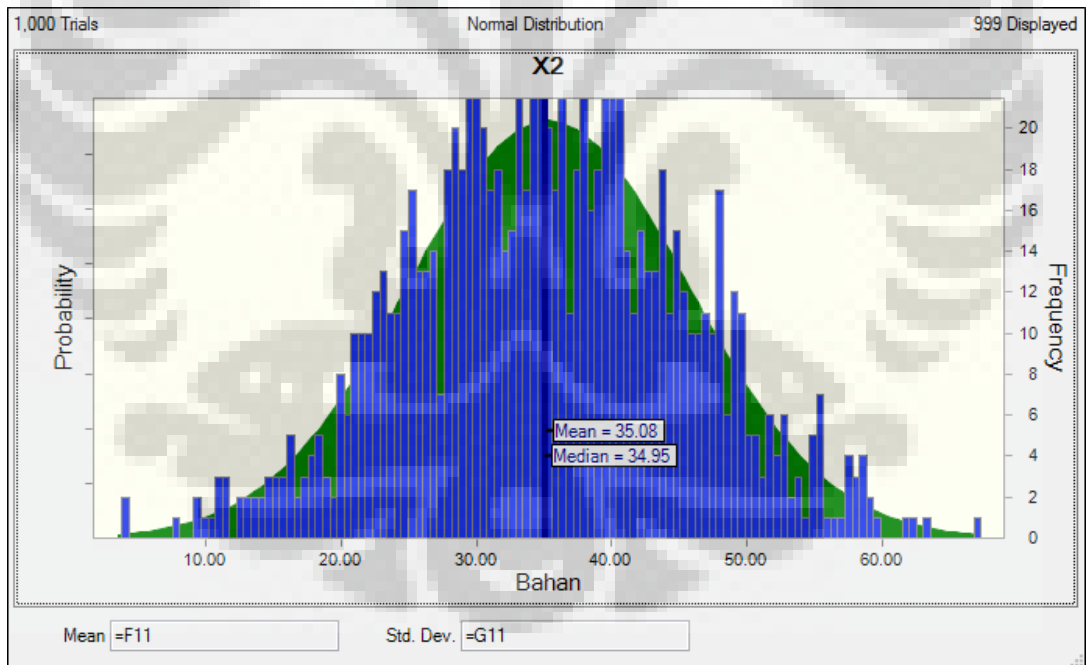 1,000 Trials Normal Distribution 999 Displayed
X2
Probability
Frequency
20
18
16
14
12
10
8
6
4
2
0
Mean = 35.08
Median = 34.95
10.00 20.00 30.00 40.00 50.00 60.00
Bahan
Mean =F11 Std. Dev. =G11